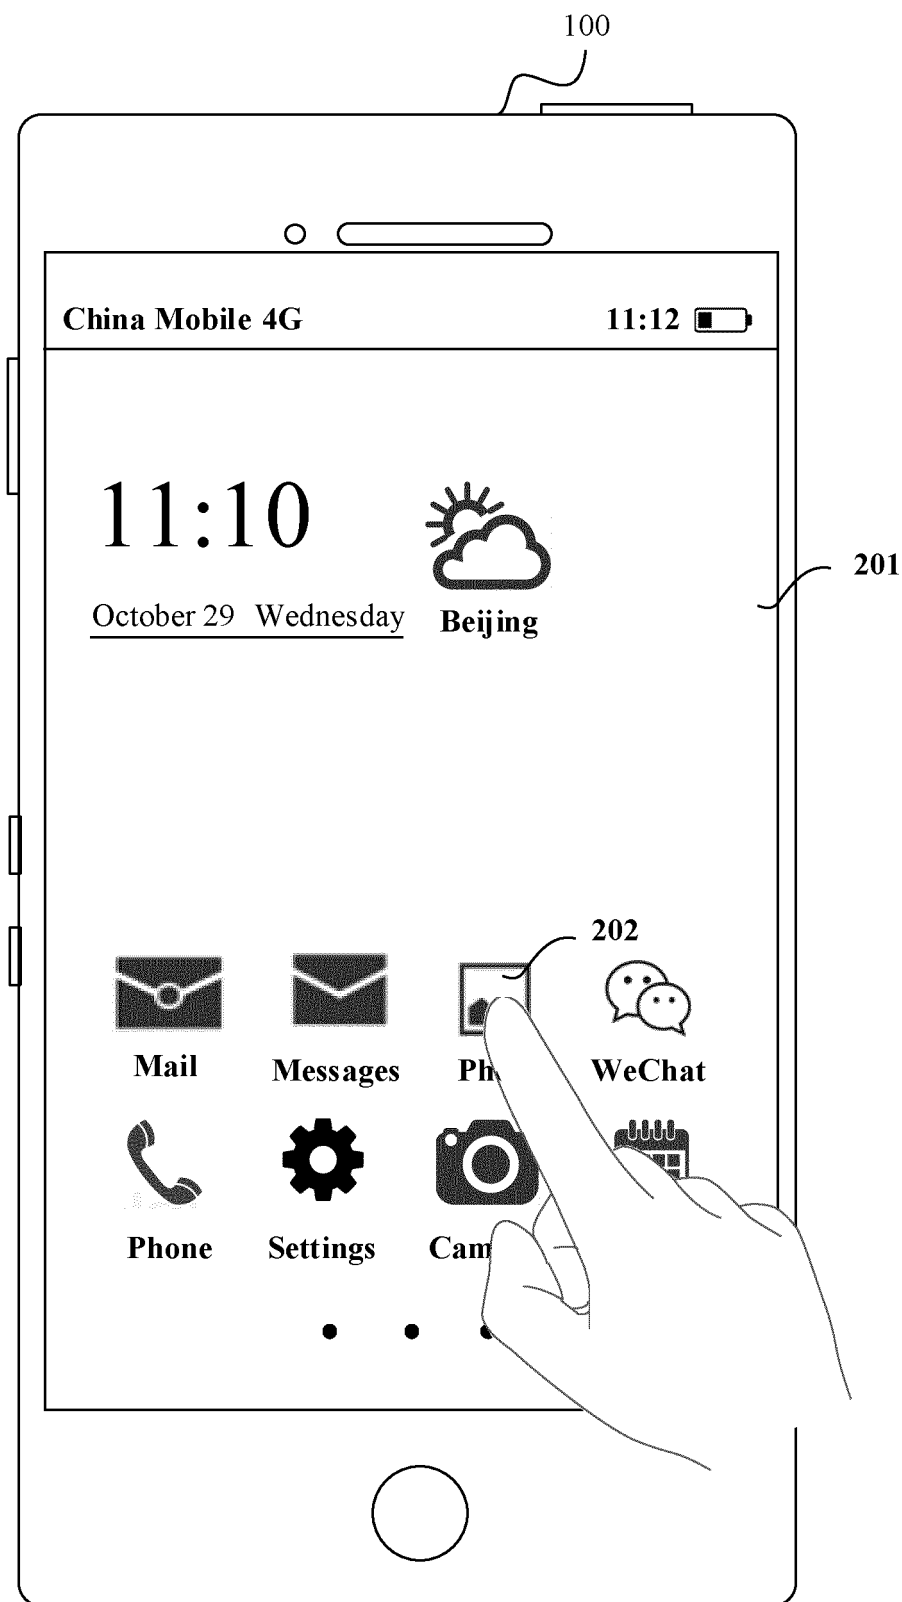 100
China Mobile 4G 11:12
11:10
201
October 29 Wednesday
Beijing
202
Mail Messages WeChat
Phone Settings